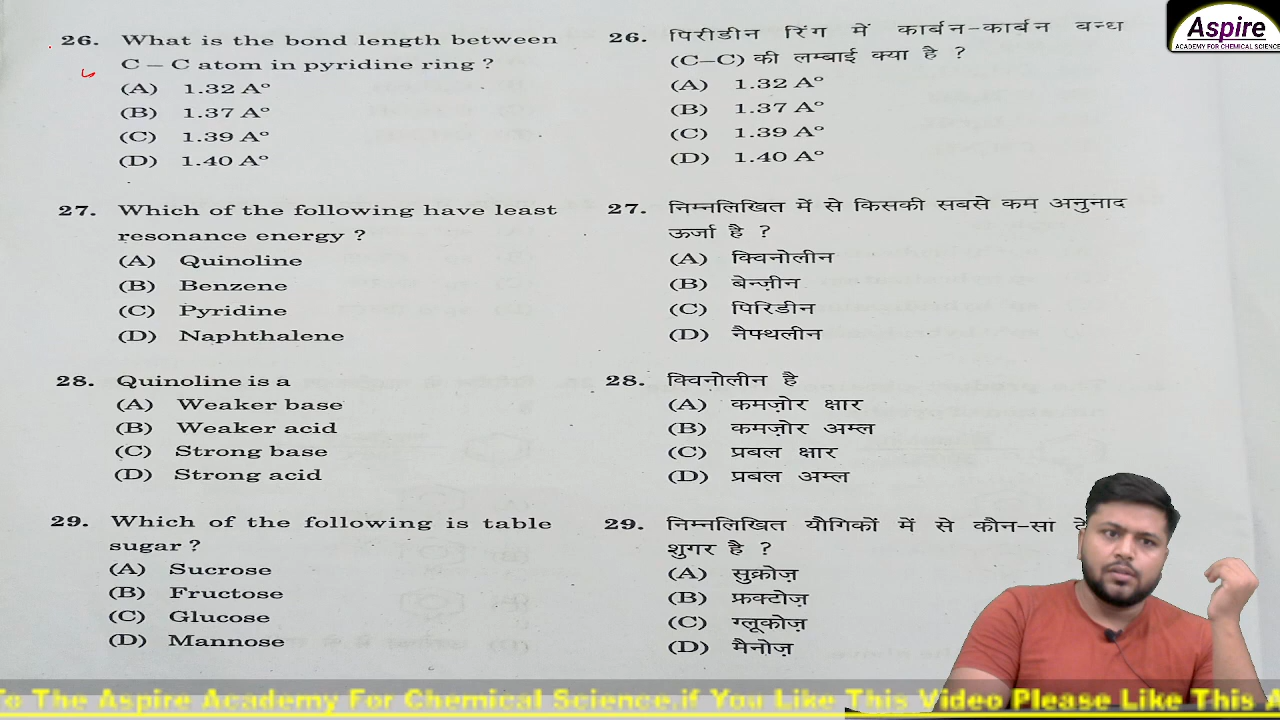 26. What is the bond length between
C – C atom in pyridine ring ?
(A) 1.32 A°
(B) 1.37 A°
(C) 1.39 A°
(D) 1.40 A°
27. Which of the following have least
resonance energy ?
(A) Quinoline
(B) Benzene
(C) Pyridine
(D) Naphthalene
28. Quinoline is a
(A) Weaker base
(B) Weaker acid
(C) Strong base
(D) Strong acid
29. Which of the following is table
sugar ?
(A) Sucrose
(B) Fructose
(C) Glucose
(D) Mannose
26. पिरीडीन रिंग में कार्बन-कार्बन बन्ध
(C–C) की लम्बाई क्या है ?
(A) 1.32 A°
(B) 1.37 A°
(C) 1.39 A°
(D) 1.40 A°
27. निम्नलिखित में से किसकी सबसे कम अनुनाद
ऊर्जा है ?
(A) क्विनोलीन
(B) बेन्ज़ीन
(C) पिरिडीन
(D) नैफ्थलीन
28. क्विनोलीन है
(A) कमज़ोर क्षार
(B) कमज़ोर अम्ल
(C) प्रबल क्षार
(D) प्रबल अम्ल
29. निम्नलिखित यौगिकों में से कौन-सा
शुगर है ?
(A) सुक्रोज़
(B) फ्रक्टोज़
(C) ग्लूकोज़
(D) मैनोज़
Aspire
ACADEMY FOR CHEMICAL SCIENCE
To The Aspire Academy For Chemical Science.if You Like This Video Please Like This